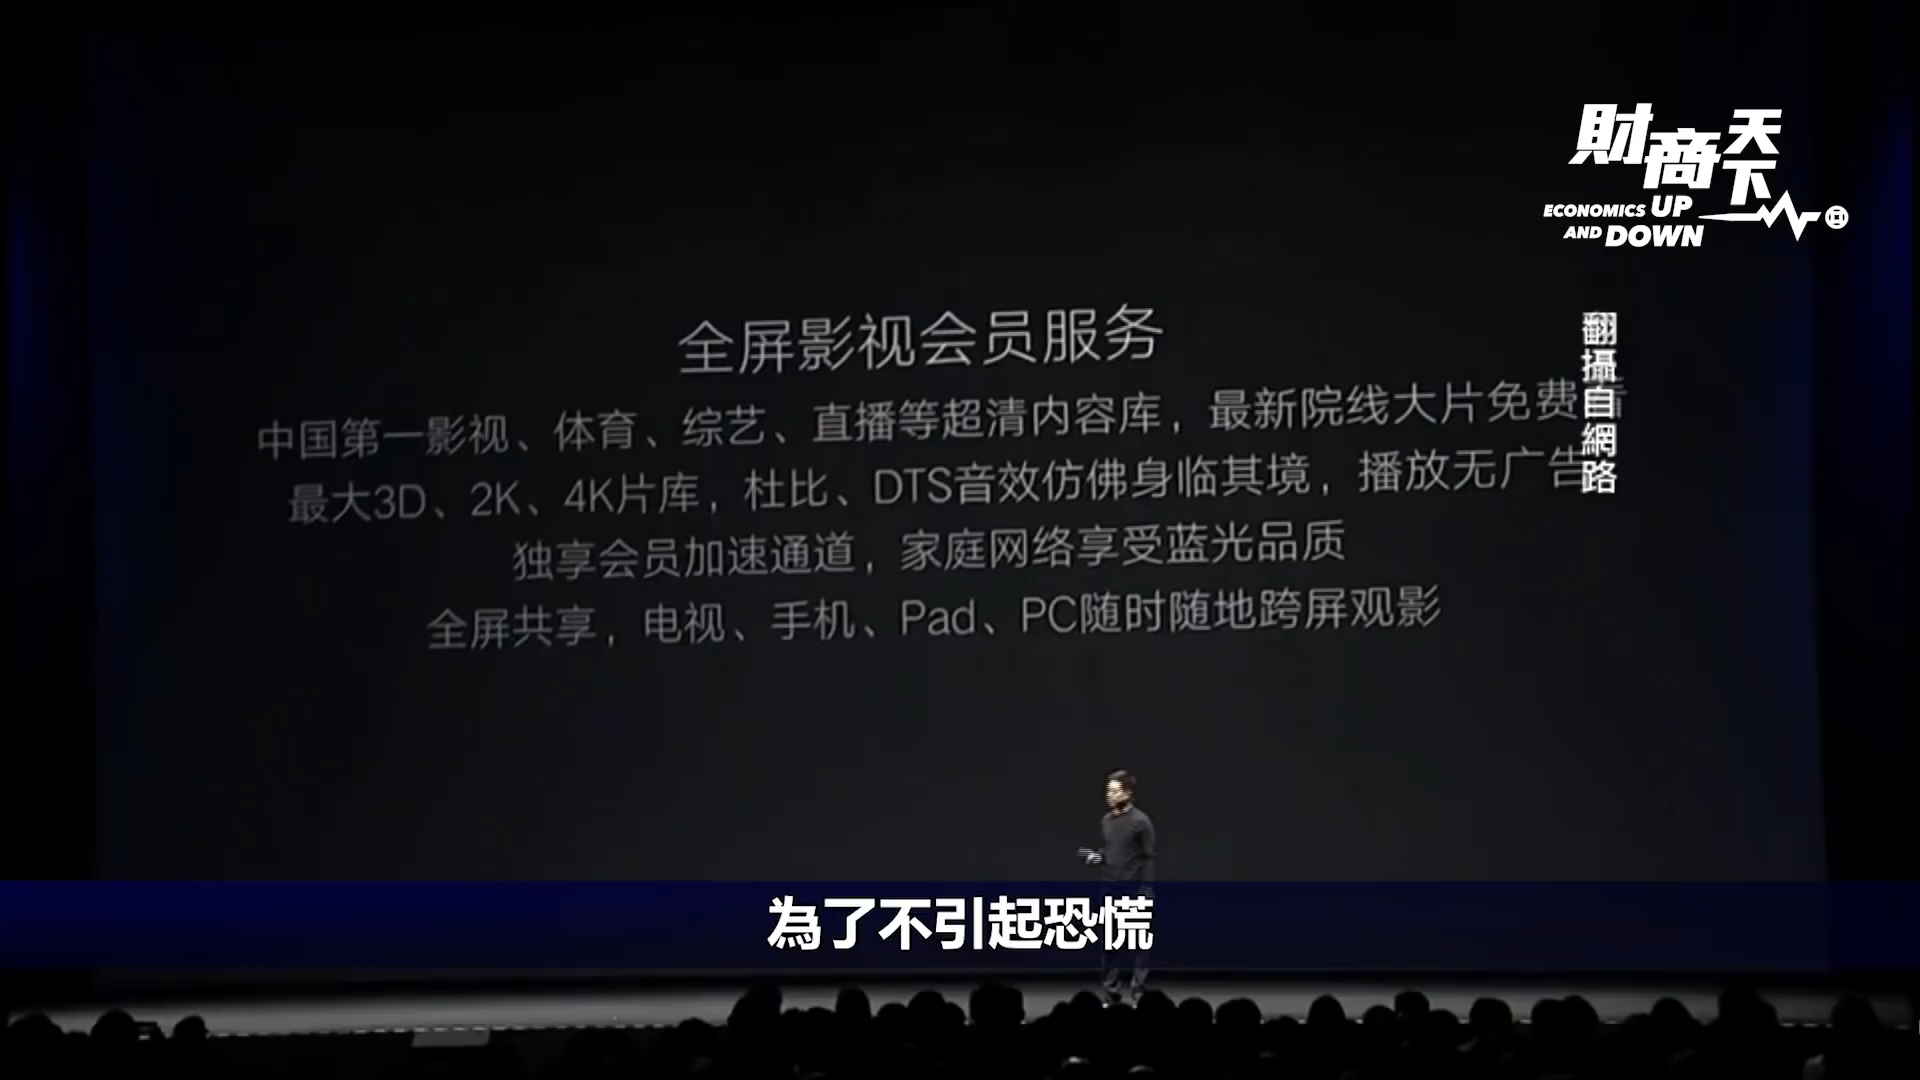 財商天下
ECONOMICS UP
AND DOWN
翻攝自網路
全屏影视会员服务
中国第一影视、体育、综艺、直播等超清内容库，最新院线大片免费
最大3D、2K、4K片库，杜比、DTS音效仿佛身临其境，播放无广告
独享会员加速通道，家庭网络享受蓝光品质
全屏共享，电视、手机、Pad、PC随时随地跨屏观影
為了不引起恐慌